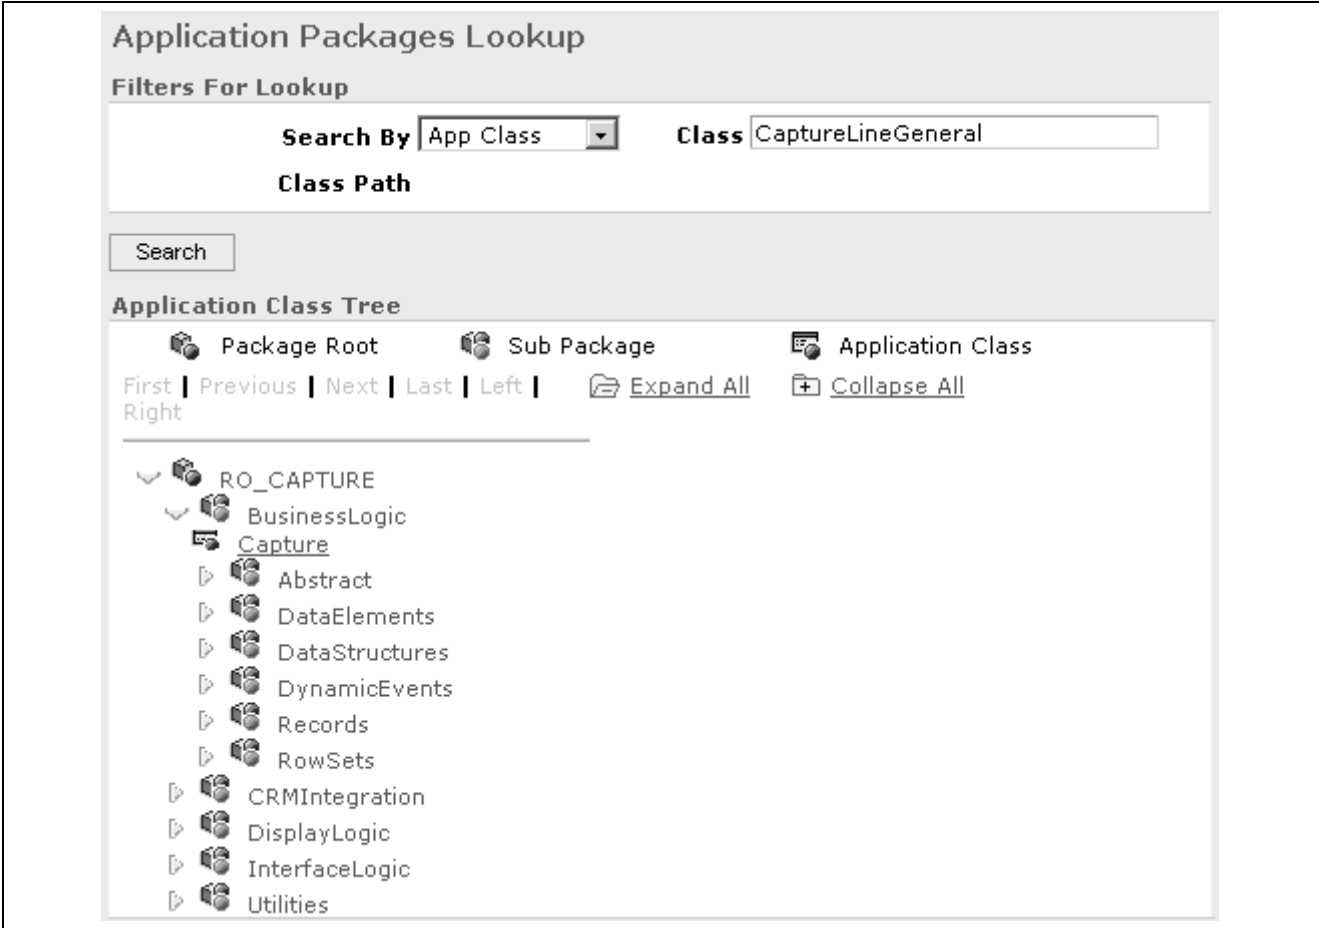 Application Packages Lookup
Filters For Lookup
Search By App Class Class CaptureLineGeneral
Class Path
Search
Application Class Tree
Package Root Sub Package Application Class
First | Previous | Next | Last | Left | Expand All Collapse All
Right
RO_CAPTURE
BusinessLogic
Capture
Abstract
DataElements
DataStructures
DynamicEvents
Records
RowSets
CRMIntegration
DisplayLogic
InterfaceLogic
Utilities